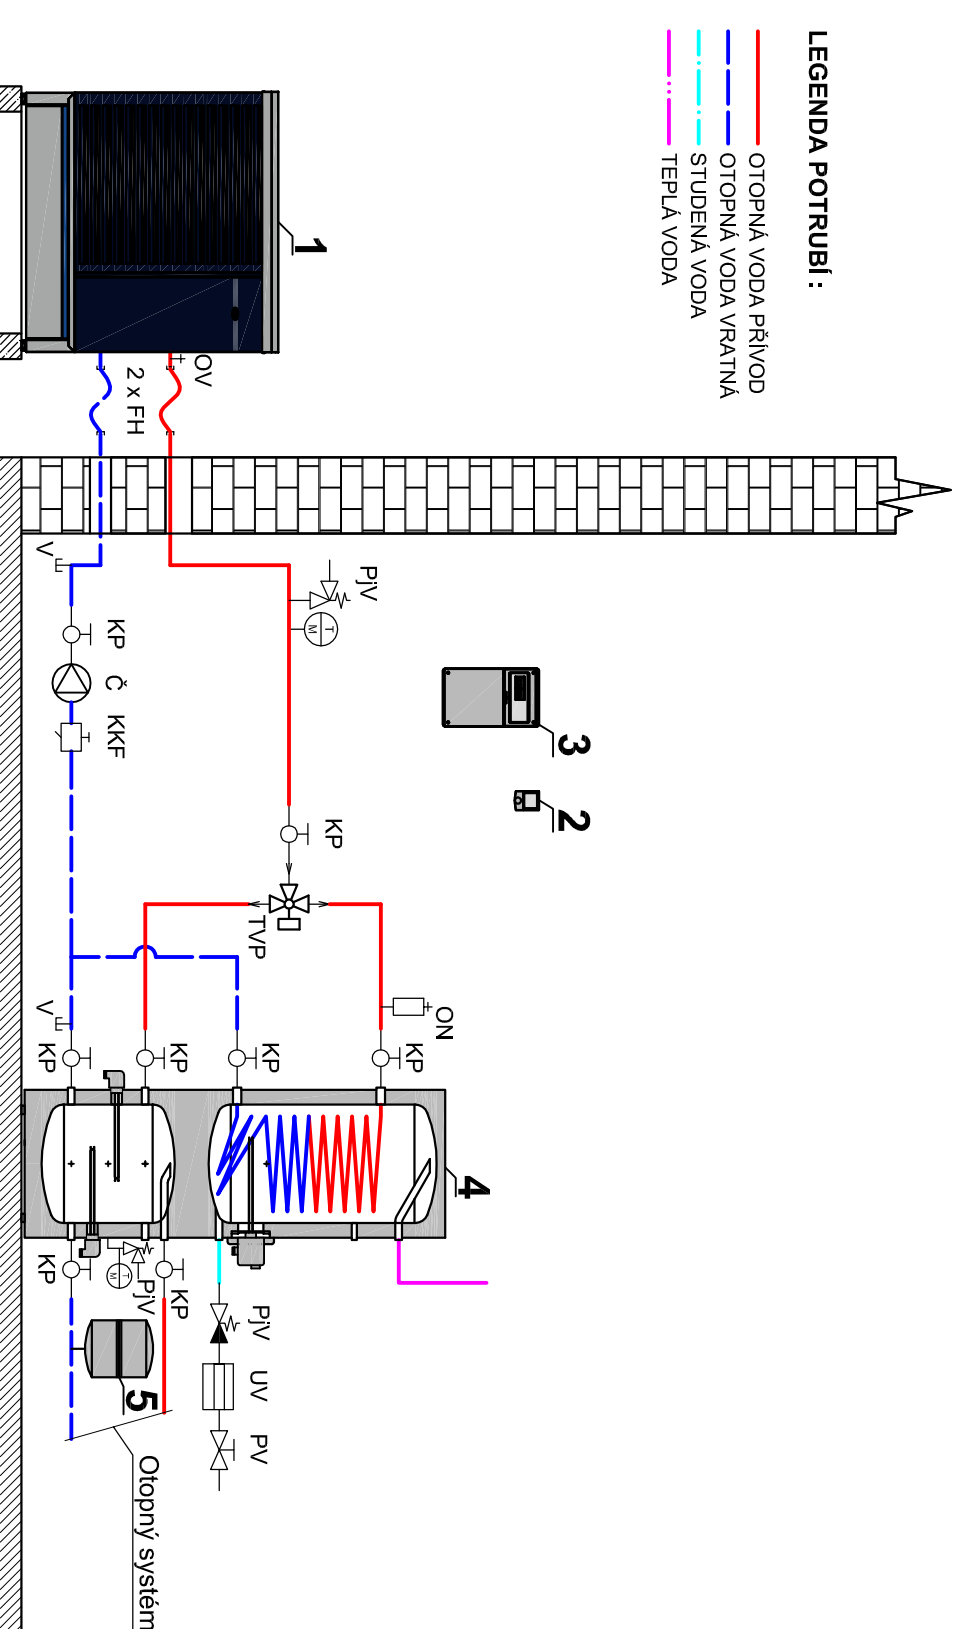 LEGENDA POTRUBÍ :
OTOPNÁ VODA PŘÍVOD
OTOPNÁ VODA VRATNÁ
STUDENÁ VODA
TEPLÁ VODA
1
OV
2 x FH
V
PjV
T
M
KP
Č
KKF
3
2
KP
TVP
ON
V
KP
KP
KP
KP
4
KP
T
M
PjV
KP
PjV
UV
PV
5
Otopný systém